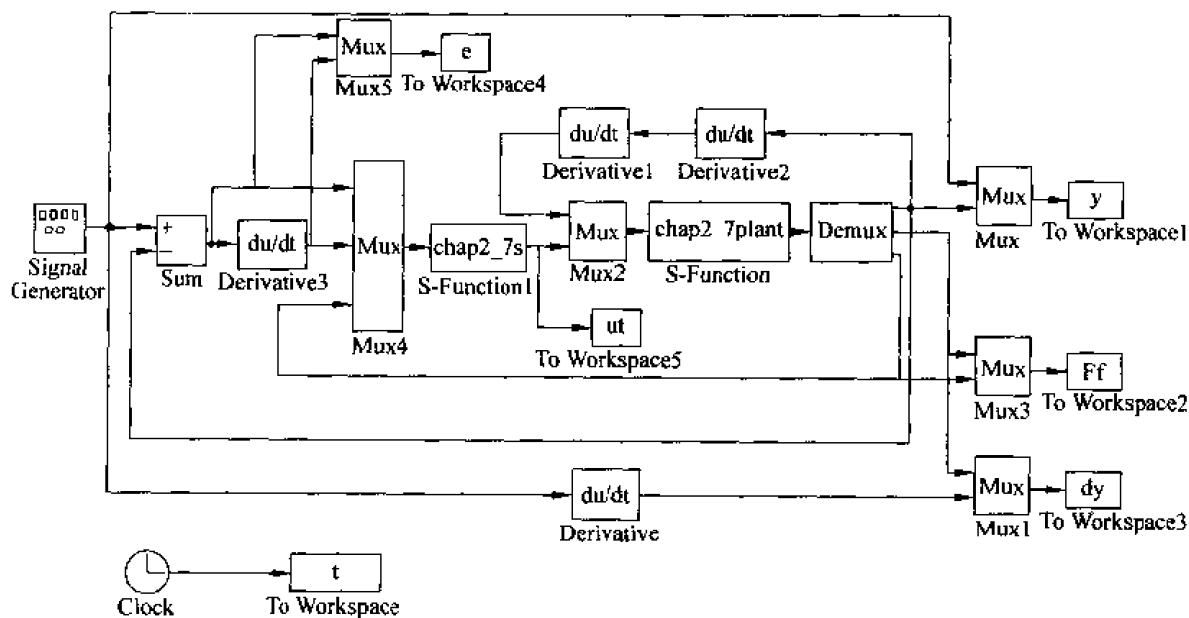 Mux
e
Mux5
To Workspace4
du/dt
du/dt
Derivative1
Derivative2
Mux
y
Mux
To Workspace1
Signal
Generator
+
−
Sum
du/dt
Derivative3
Mux
Mux4
chap2_7s
S-Function1
Mux
Mux2
chap2 7plant
S-Function
Demux
ut
To Workspace5
Mux
Ff
Mux3
To Workspace2
du/dt
Derivative
Mux
dy
Mux1
To Workspace3
Clock
t
To Workspace